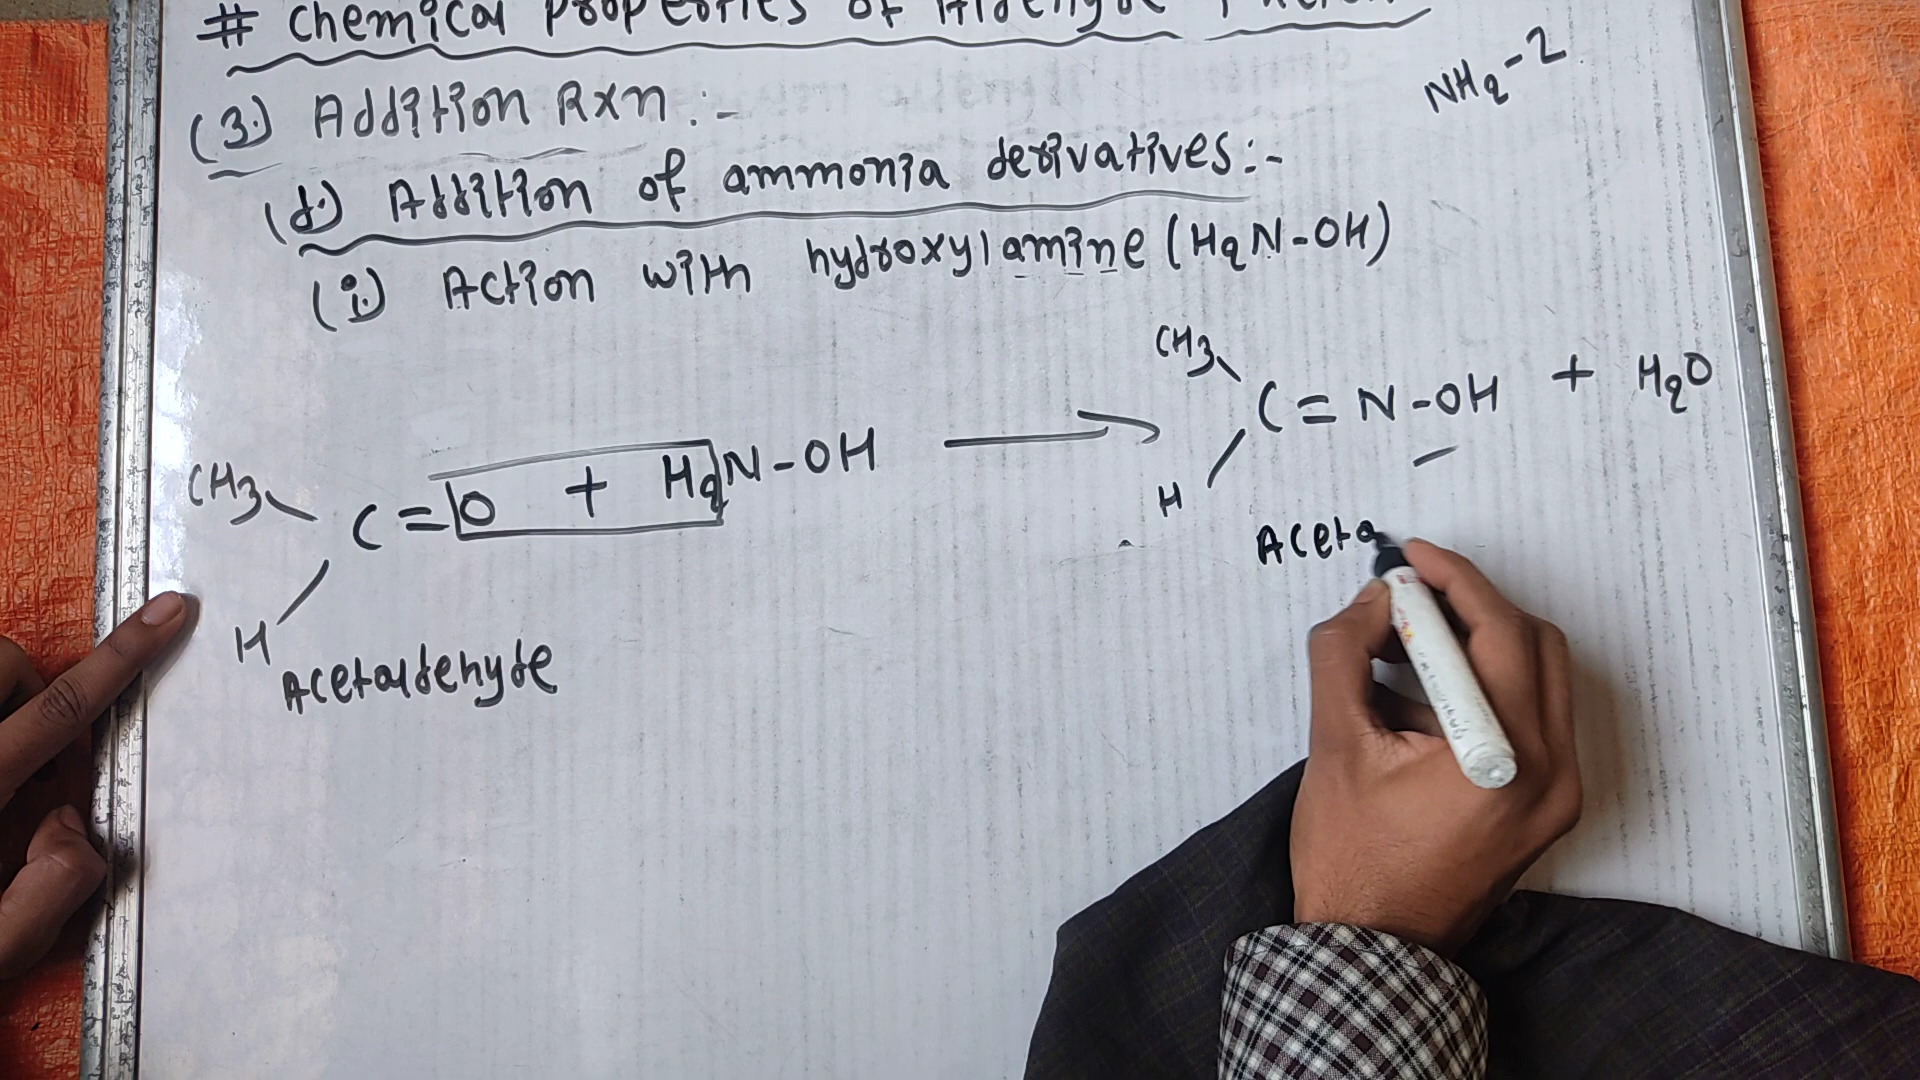 # Chemical Properties of Aldehyde
NH2-Z
(3.) Addition Rxn :-
(d.) Addition of ammonia derivatives:-
(i.) Action with hydroxylamine (H2N-OH)
CH3 C=O + H2N-OH → CH3 C=N-OH + H2O
H H
Aceta
Acetaldehyde